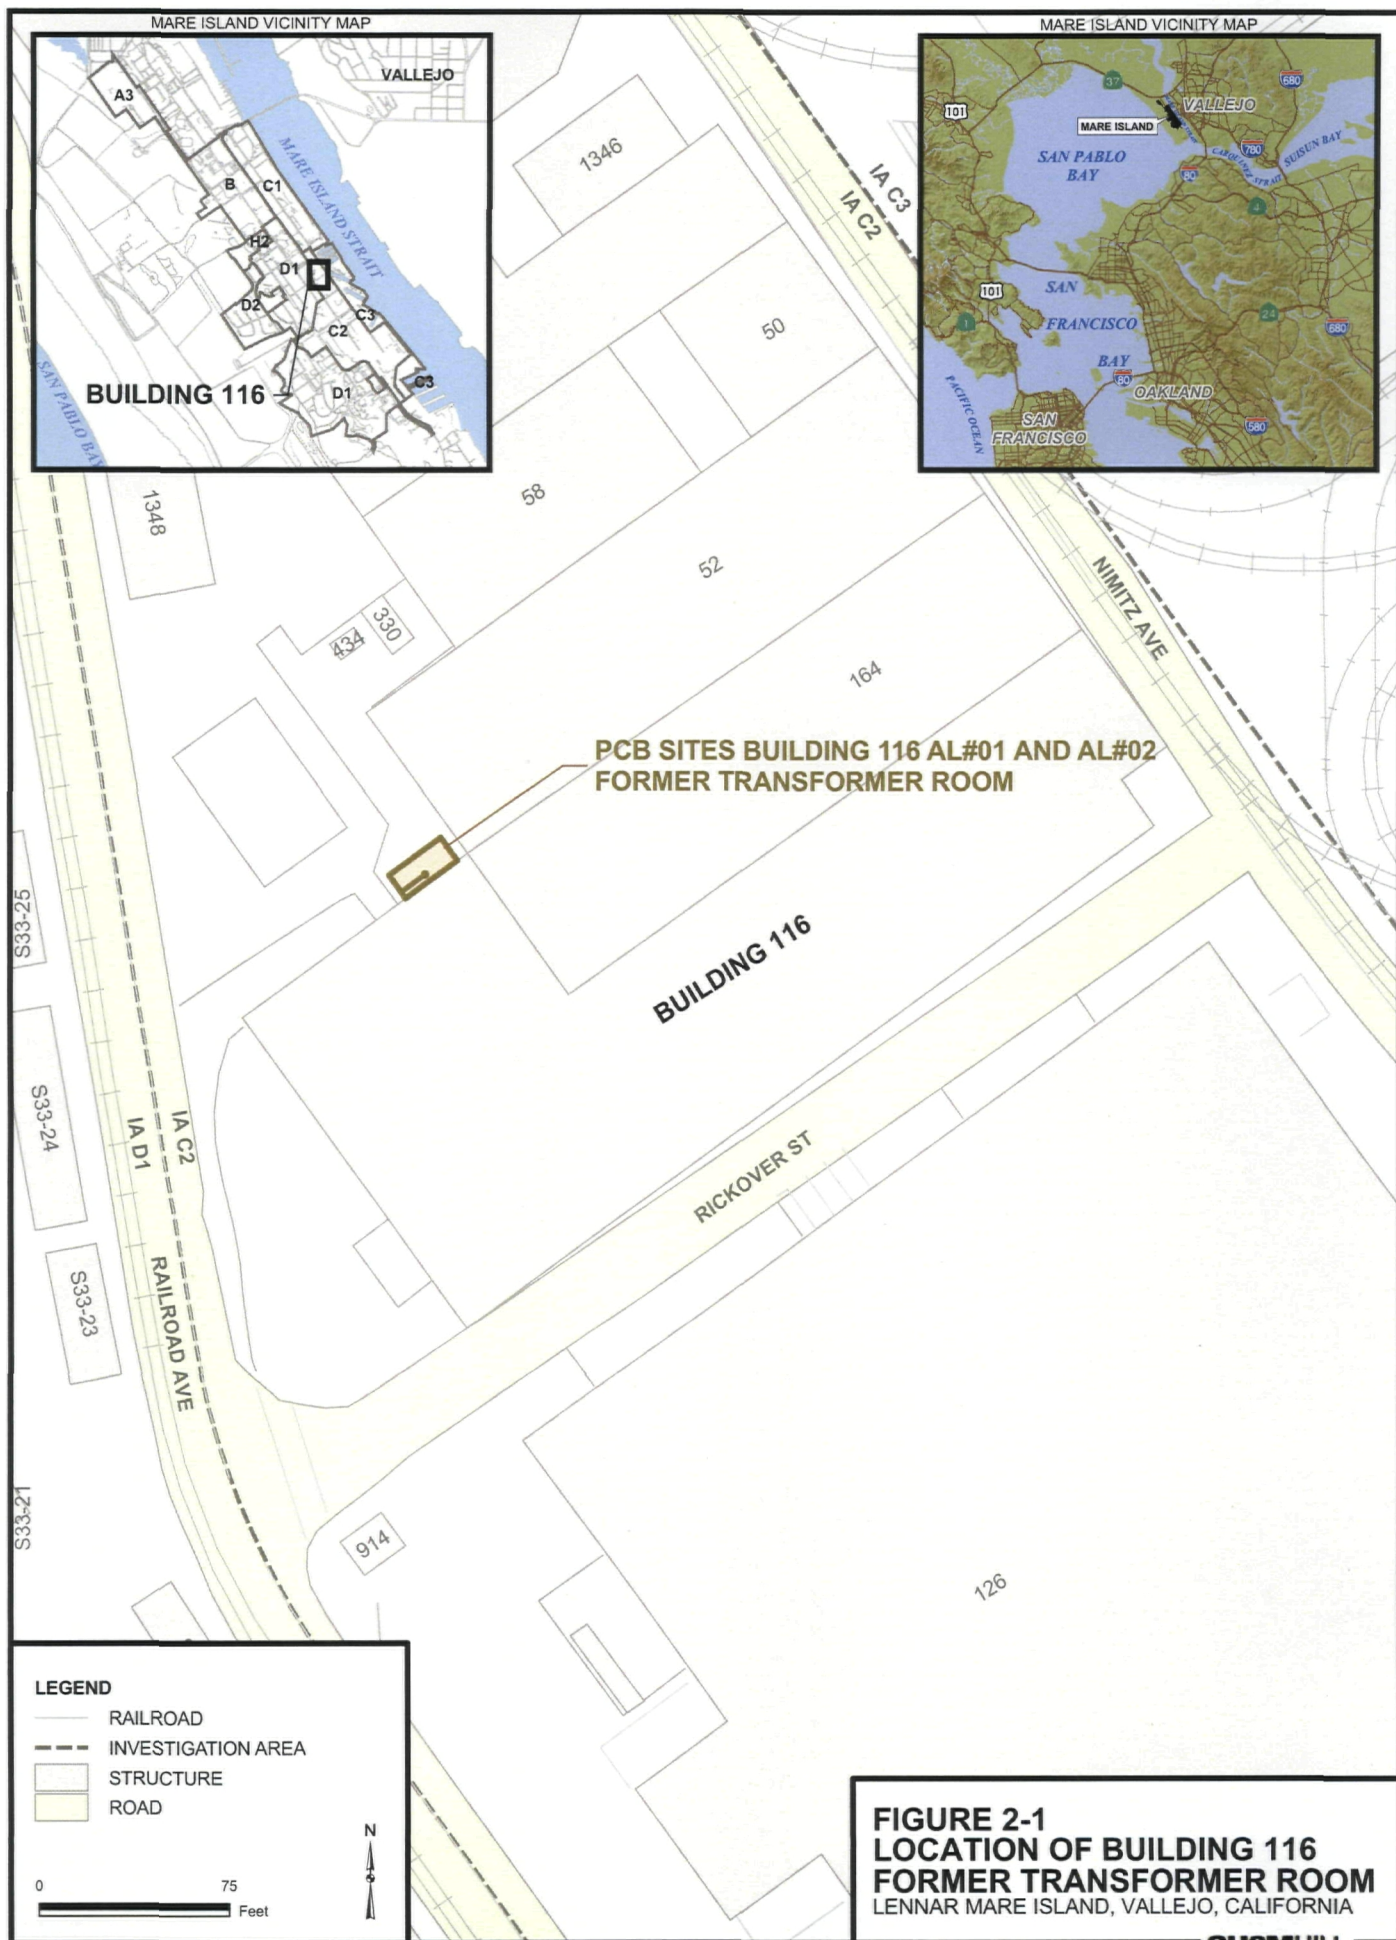 MARE ISLAND VICINITY MAP
VALLEJO
A3
B
C1
MARE ISLAND STRAIT
H2
D1
D2
C3
C2
C3
D1
BUILDING 116
SAN PABLO BAY
MARE ISLAND VICINITY MAP
37
680
101
VALLEJO
MARE ISLAND
SAN PABLO
BAY
780
CARQUINEZ STRAIT
SUISUN BAY
80
4
101
SAN
FRANCISCO
BAY
1
24
680
80
OAKLAND
PACIFIC OCEAN
SAN
FRANCISCO
580
1346
IA C3
IA C2
50
58
1348
52
NIMITZ AVE
434
330
164
PCB SITES BUILDING 116 AL#01 AND AL#02
FORMER TRANSFORMER ROOM
S33-25
BUILDING 116
S33-24
IA C2
IA D1
RICKOVER ST
S33-23
RAILROAD AVE
S33-21
914
126
LEGEND
RAILROAD
INVESTIGATION AREA
STRUCTURE
ROAD
N
0 75
Feet
FIGURE 2-1
LOCATION OF BUILDING 116
FORMER TRANSFORMER ROOM
LENNAR MARE ISLAND, VALLEJO, CALIFORNIA